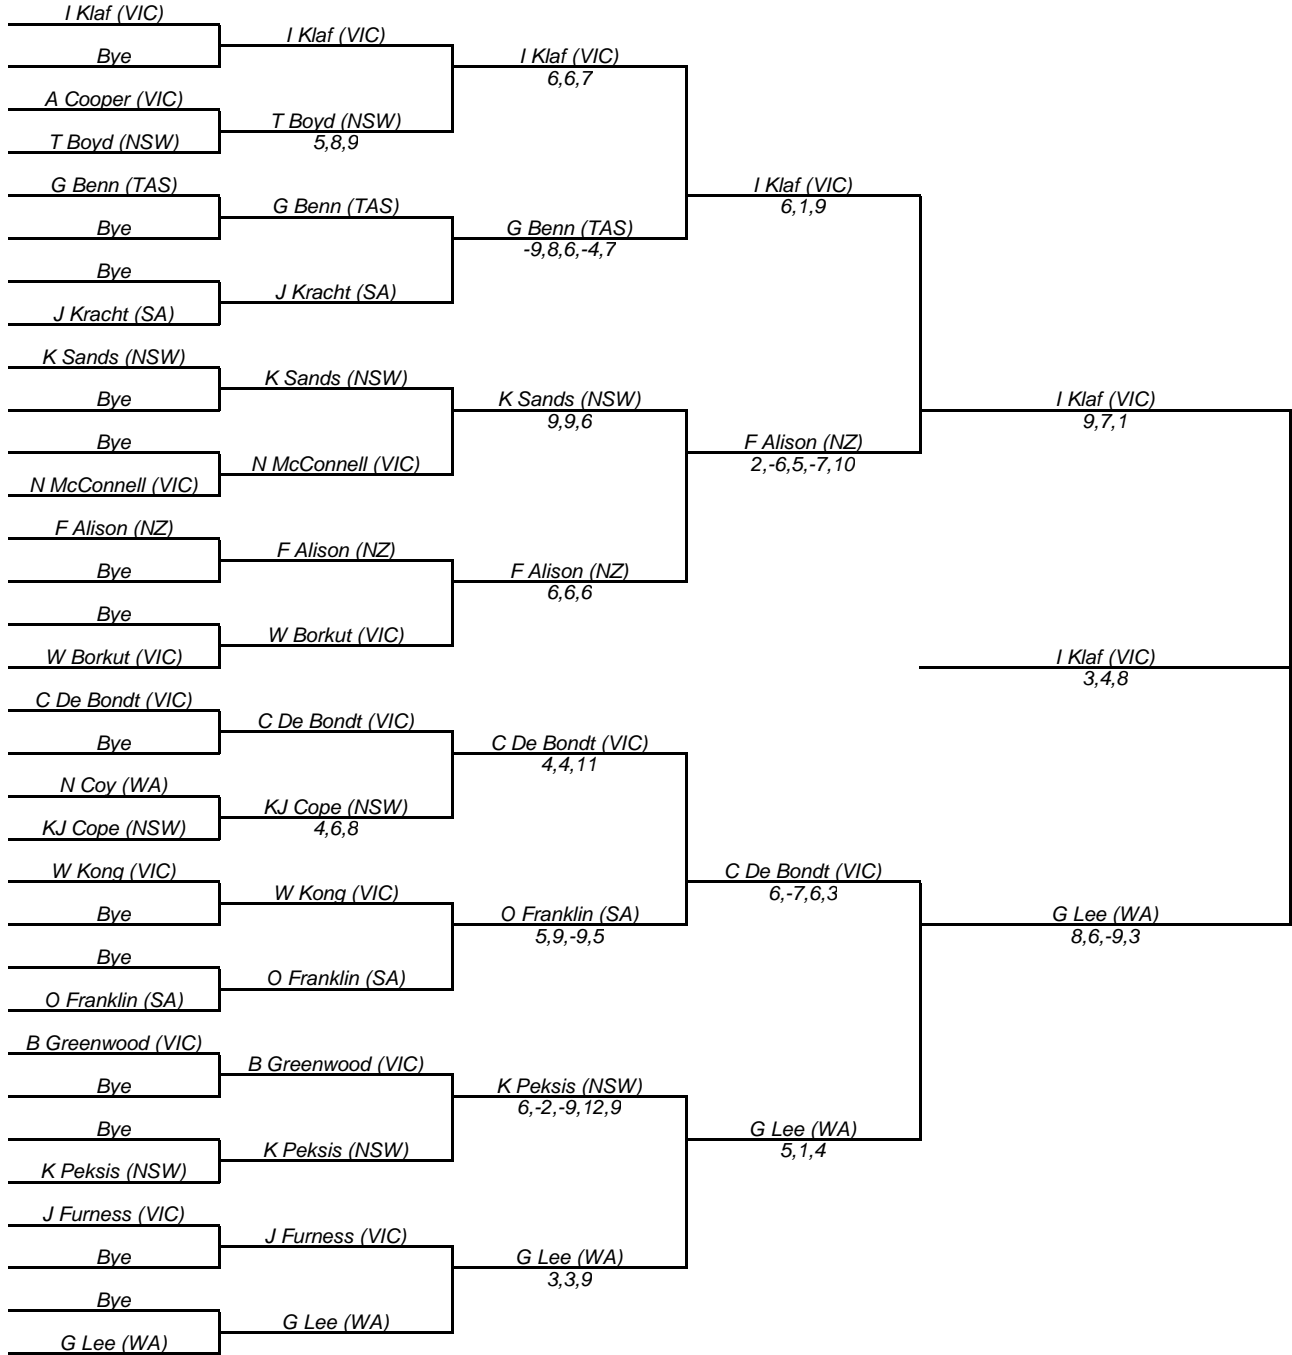 I Klaf (VIC)
Bye
A Cooper (VIC)
T Boyd (NSW)
G Benn (TAS)
Bye
Bye
J Kracht (SA)
K Sands (NSW)
Bye
Bye
N McConnell (VIC)
F Alison (NZ)
Bye
Bye
W Borkut (VIC)
C De Bondt (VIC)
Bye
N Coy (WA)
KJ Cope (NSW)
W Kong (VIC)
Bye
Bye
O Franklin (SA)
B Greenwood (VIC)
Bye
Bye
K Peksis (NSW)
J Furness (VIC)
Bye
Bye
G Lee (WA)
I Klaf (VIC)
T Boyd (NSW)
5,8,9
G Benn (TAS)
J Kracht (SA)
K Sands (NSW)
N McConnell (VIC)
F Alison (NZ)
W Borkut (VIC)
C De Bondt (VIC)
KJ Cope (NSW)
4,6,8
W Kong (VIC)
O Franklin (SA)
B Greenwood (VIC)
K Peksis (NSW)
J Furness (VIC)
G Lee (WA)
I Klaf (VIC)
6,6,7
G Benn (TAS)
-9,8,6,-4,7
K Sands (NSW)
9,9,6
F Alison (NZ)
6,6,6
C De Bondt (VIC)
4,4,11
O Franklin (SA)
5,9,-9,5
K Peksis (NSW)
6,-2,-9,12,9
G Lee (WA)
3,3,9
I Klaf (VIC)
6,1,9
F Alison (NZ)
2,-6,5,-7,10
C De Bondt (VIC)
6,-7,6,3
G Lee (WA)
5,1,4
I Klaf (VIC)
9,7,1
I Klaf (VIC)
3,4,8
G Lee (WA)
8,6,-9,3